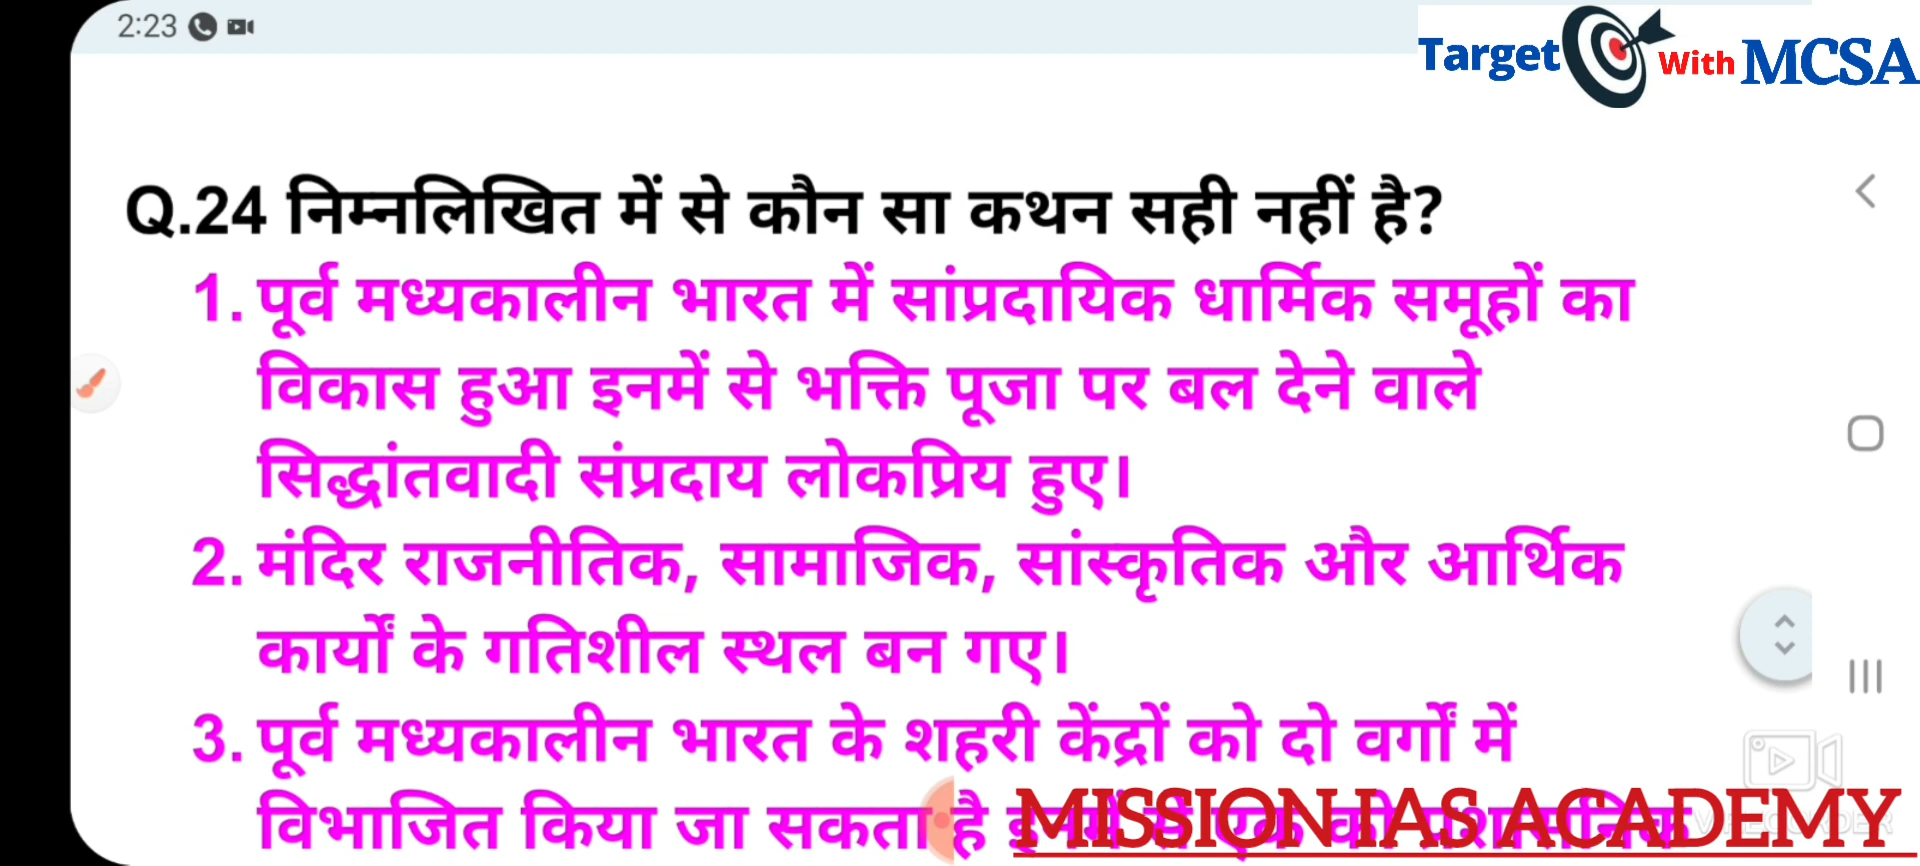 2:23
Target With MCSA
Q.24 निम्नलिखित में से कौन सा कथन सही नहीं है?
1. पूर्व मध्यकालीन भारत में सांप्रदायिक धार्मिक समूहों का
विकास हुआ इनमें से भक्ति पूजा पर बल देने वाले
सिद्धांतवादी संप्रदाय लोकप्रिय हुए।
2. मंदिर राजनीतिक, सामाजिक, सांस्कृतिक और आर्थिक
कार्यों के गतिशील स्थल बन गए।
3. पूर्व मध्यकालीन भारत के शहरी केंद्रों को दो वर्गों में
विभाजित किया जा सकता है
MISSION IAS ACADEMY